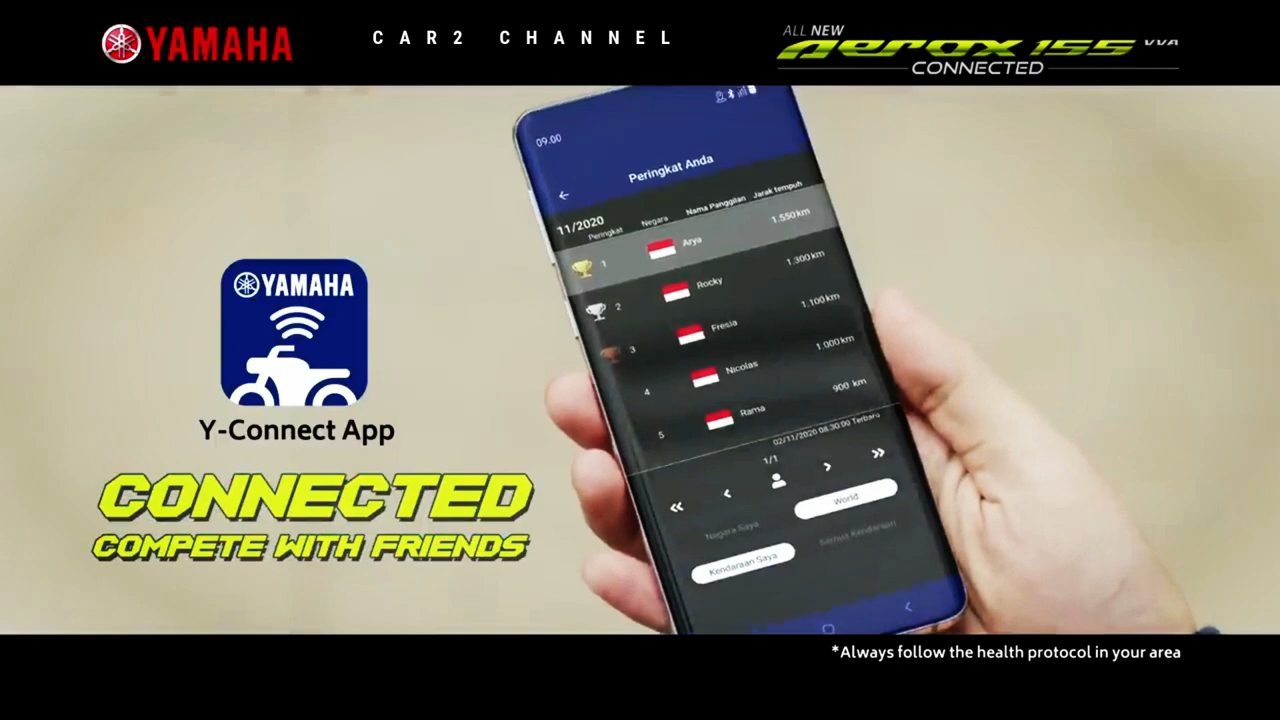 YAMAHA
CAR2 CHANNEL
ALL NEW
Aerox 155 VVA
CONNECTED
09.00
Peringkat Anda
11/2020
Peringkat Negara Nama Panggilan Jarak tempuh
1 Arya 1.550 km
2 Rocky 1.300 km
3 Fresia 1.100 km
4 Nicolas 1.000 km
5 Rama 900 km
02/11/2020 08.30:00 Terbaru
1/1
World
Negara Saya
Semua Kendaraan
Kendaraan Saya
YAMAHA
Y-Connect App
CONNECTED
COMPETE WITH FRIENDS
*Always follow the health protocol in your area